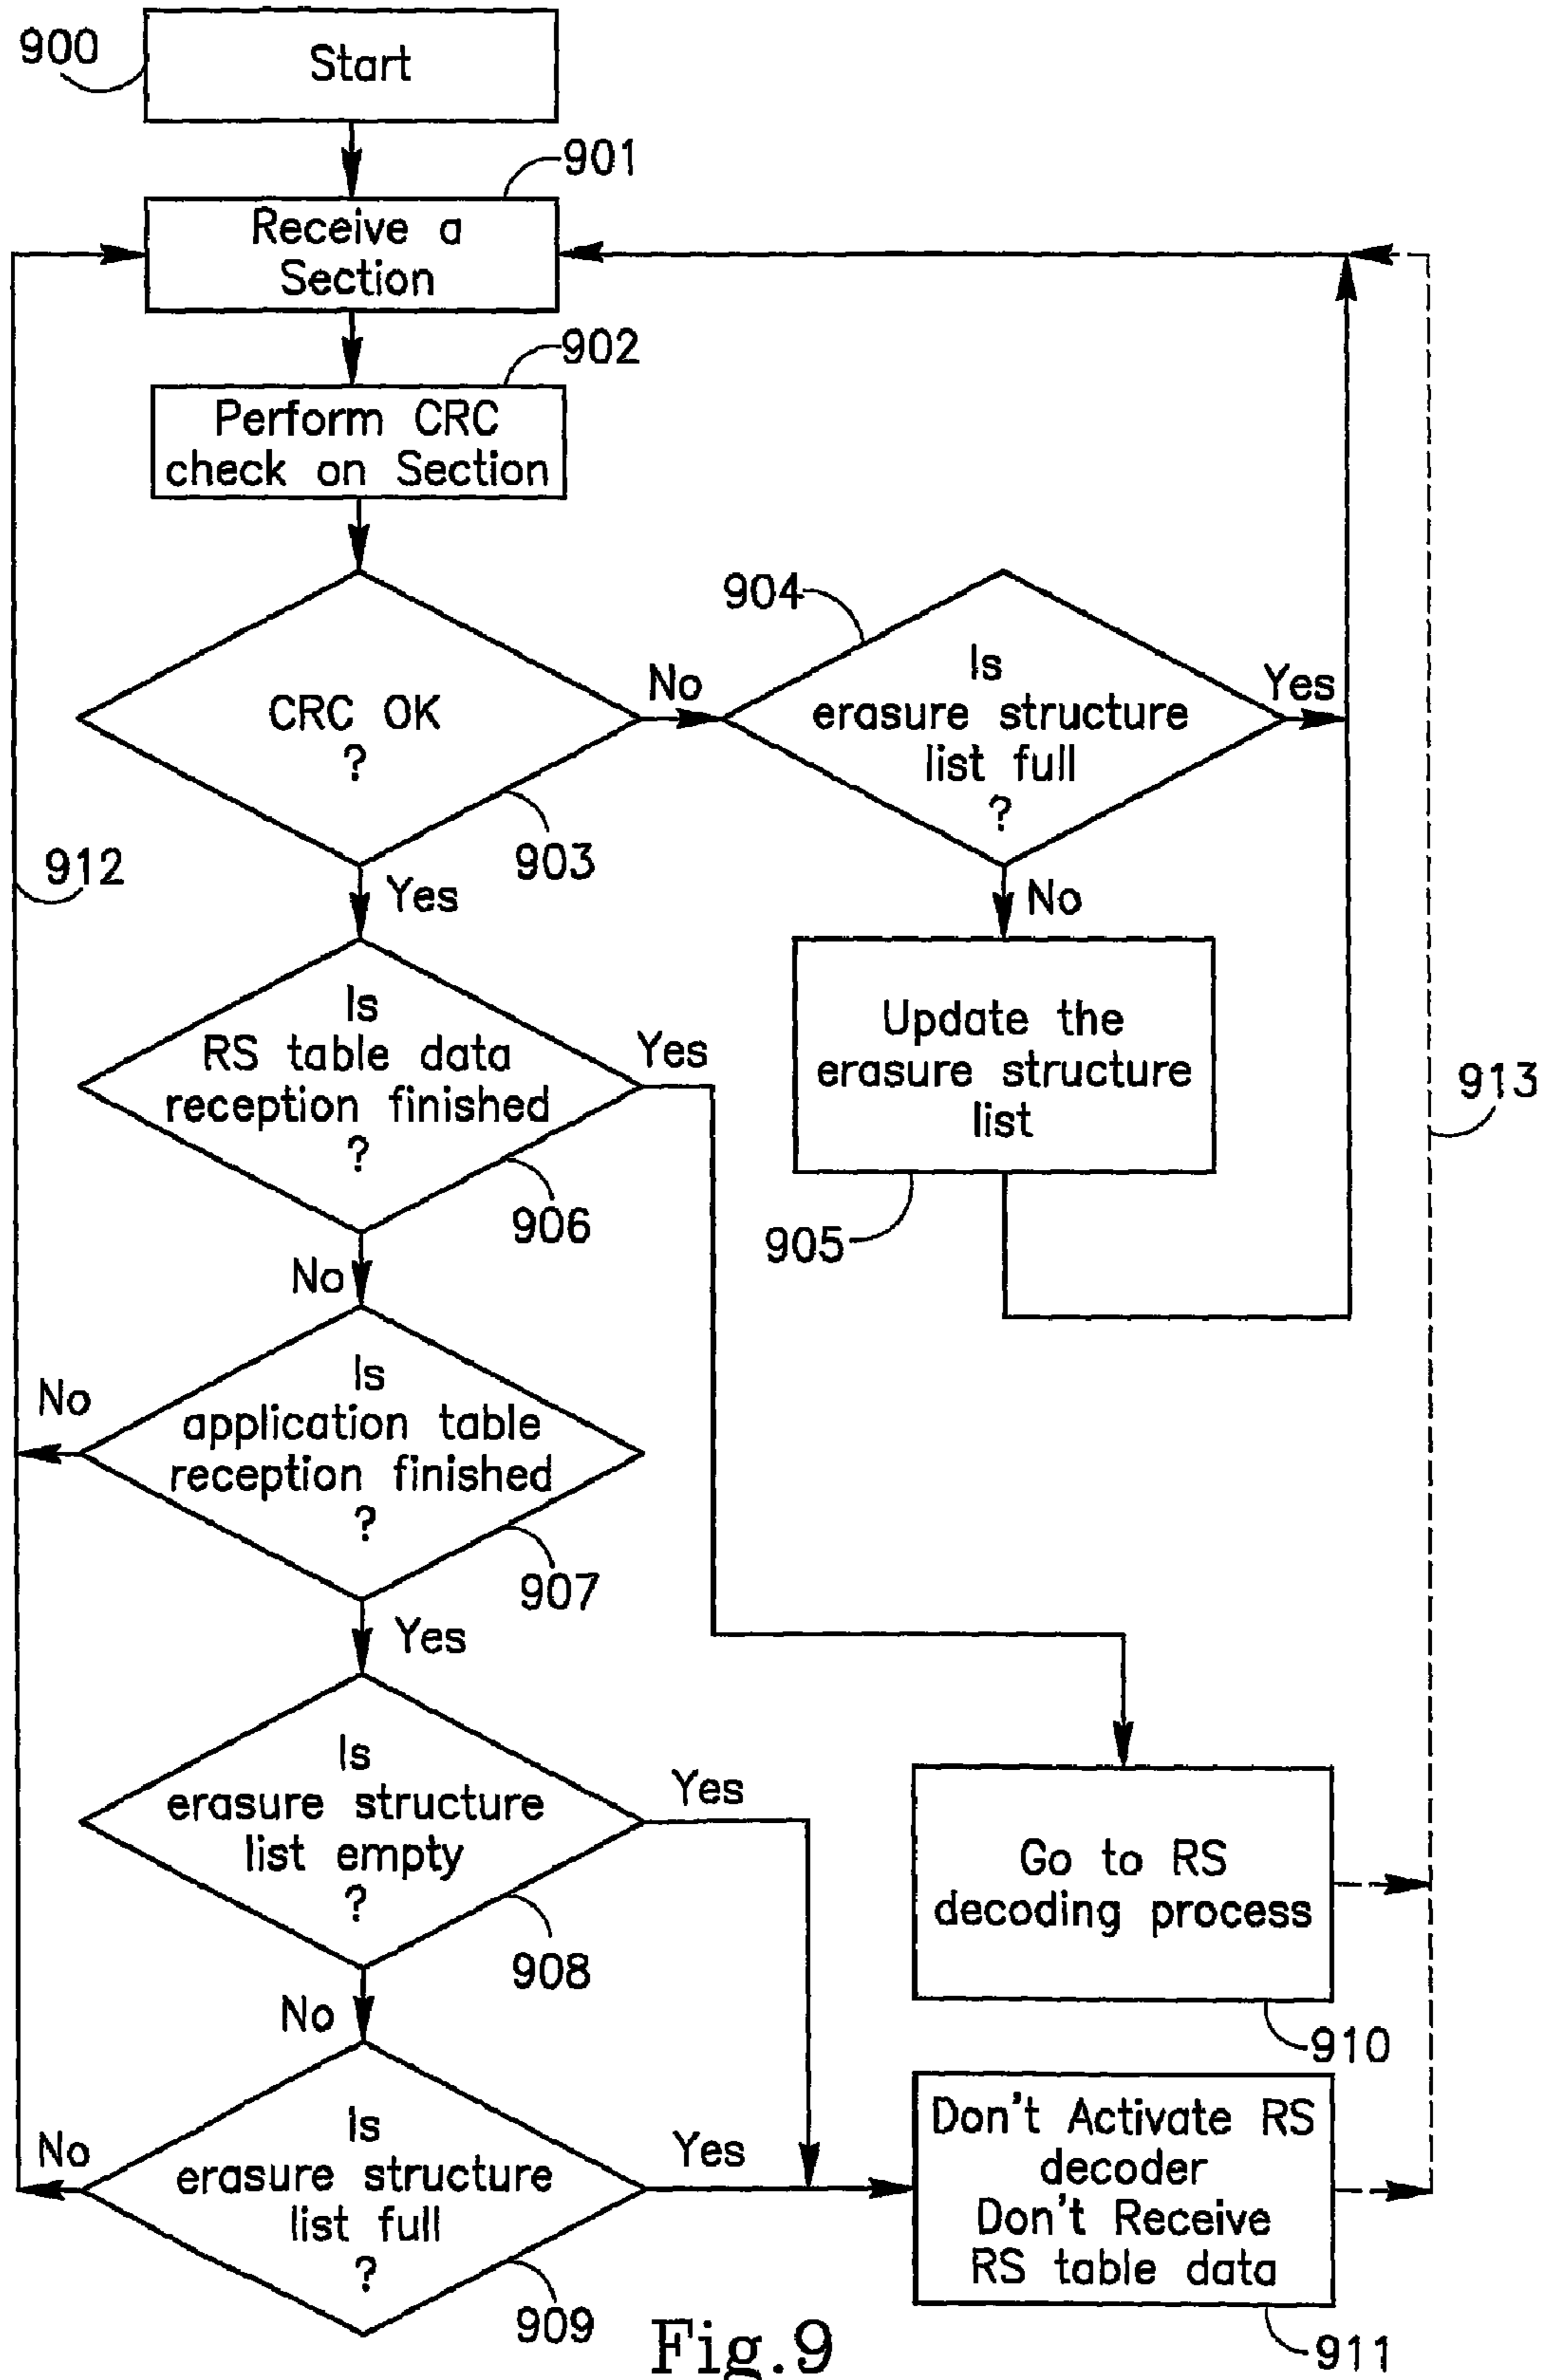 900
Start
901
Receive a
Section
902
Perform CRC
check on Section
CRC OK
?
903
No
904
Is
erasure structure
list full
?
Yes
912
Yes
No
Update the
erasure structure
list
905
913
Is
RS table data
reception finished
?
Yes
906
No
Is
application table
reception finished
?
No
907
Yes
Is
erasure structure
list empty
?
Yes
908
No
Go to RS
decoding process
910
Is
erasure structure
list full
?
No
Yes
909
Don't Activate RS
decoder
Don't Receive
RS table data
911
Fig.9